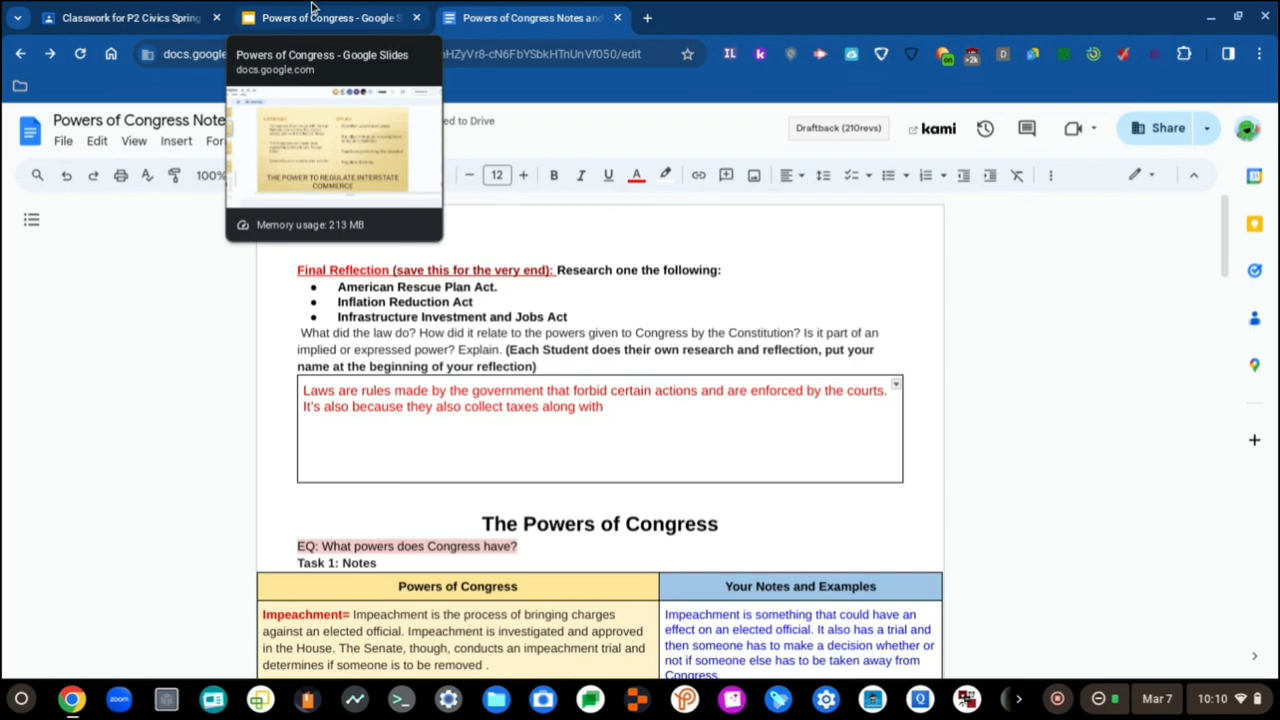 Classwork for P2 Civics Spring
Powers of Congress - Google S
Powers of Congress Notes and
docs.google
nHZyVr8-cN6FbYSbkHTnUnVf050/edit
Powers of Congress - Google Slides
docs.google.com
THE POWER TO REGULATE INTERSTATE
COMMERCE
Memory usage: 213 MB
Powers of Congress Note
ed to Drive
File Edit View Insert For
Draftback (210revs)
kami
Share
100%
12
Final Reflection (save this for the very end): Research one the following:
● American Rescue Plan Act.
● Inflation Reduction Act
● Infrastructure Investment and Jobs Act
What did the law do? How did it relate to the powers given to Congress by the Constitution? Is it part of an
implied or expressed power? Explain. (Each Student does their own research and reflection, put your
name at the beginning of your reflection)
Laws are rules made by the government that forbid certain actions and are enforced by the courts.
It's also because they also collect taxes along with
The Powers of Congress
EQ: What powers does Congress have?
Task 1: Notes
Powers of Congress
Your Notes and Examples
Impeachment= Impeachment is the process of bringing charges
against an elected official. Impeachment is investigated and approved
in the House. The Senate, though, conducts an impeachment trial and
determines if someone is to be removed .
Impeachment is something that could have an
effect on an elected official. It also has a trial and
then someone has to make a decision whether or
not if someone else has to be taken away from
Congress.
zoom
Mar 7
10:10